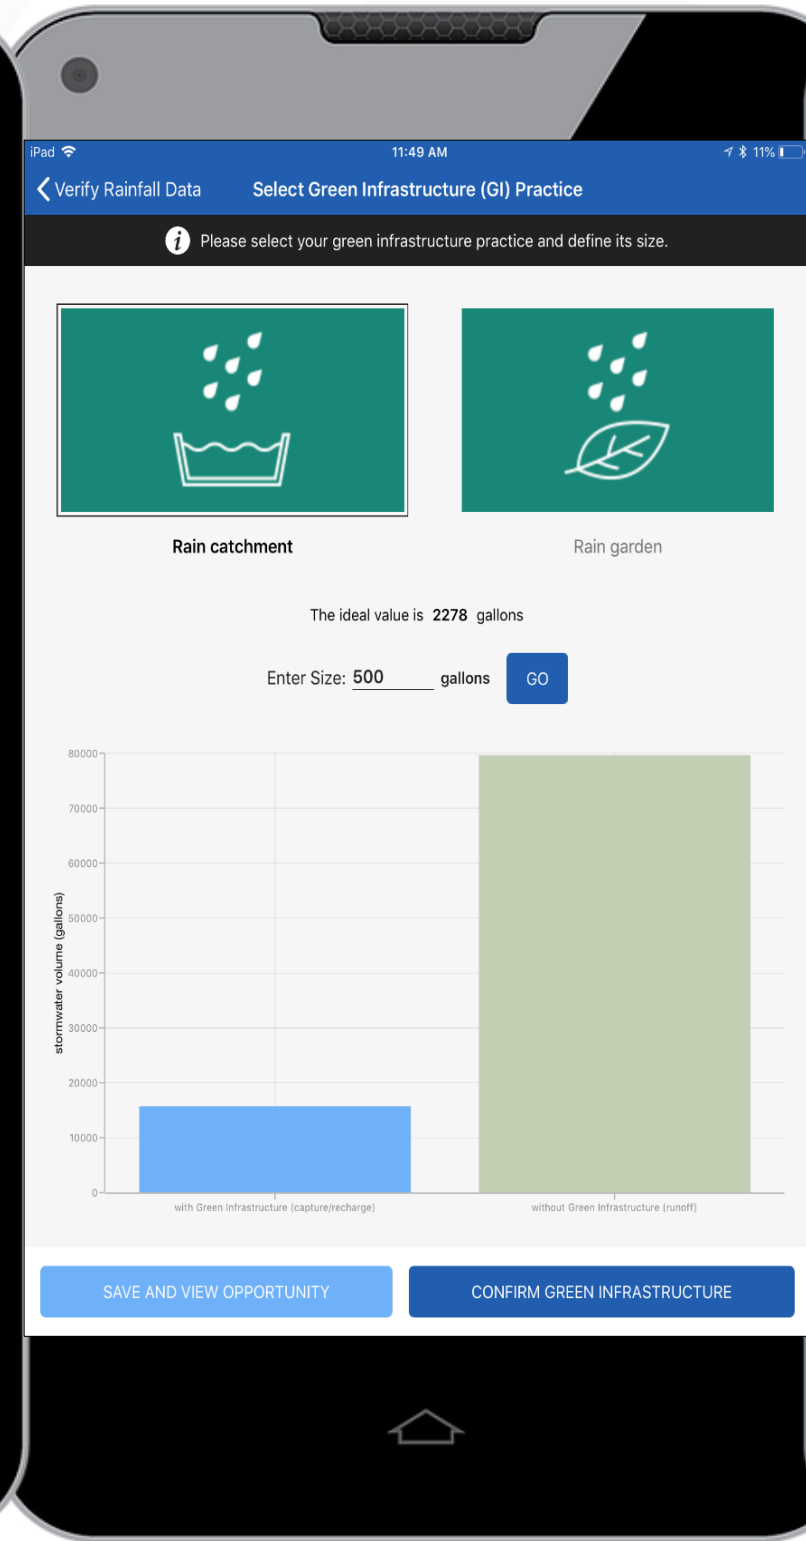 iPad 11:49 AM 11%
Verify Rainfall Data Select Green Infrastructure (GI) Practice
i Please select your green infrastructure practice and define its size.
Rain catchment Rain garden
The ideal value is 2278 gallons
Enter Size: 500 gallons GO
stormwater volume (gallons)
80000
70000
60000
50000
40000
30000
20000
10000
0
with Green Infrastructure (capture/recharge) without Green Infrastructure (runoff)
SAVE AND VIEW OPPORTUNITY CONFIRM GREEN INFRASTRUCTURE